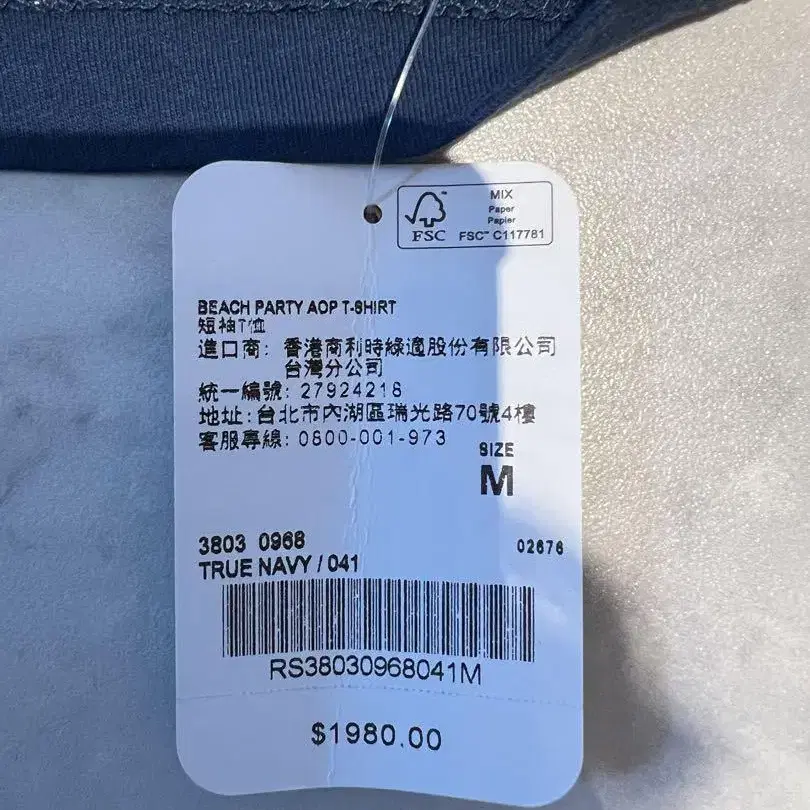 MIX
Paper
Papier
FSC™ C117781
FSC
BEACH PARTY AOP T-SHIRT
短袖T恤
進口商: 香港商利時綠適股份有限公司
台灣分公司
統一編號: 27924218
地址:台北市內湖區瑞光路70號4樓
客服專線: 0800-001-973
SIZE
M
3803 0968
02676
TRUE NAVY / 041
RS38030968041M
$1980.00